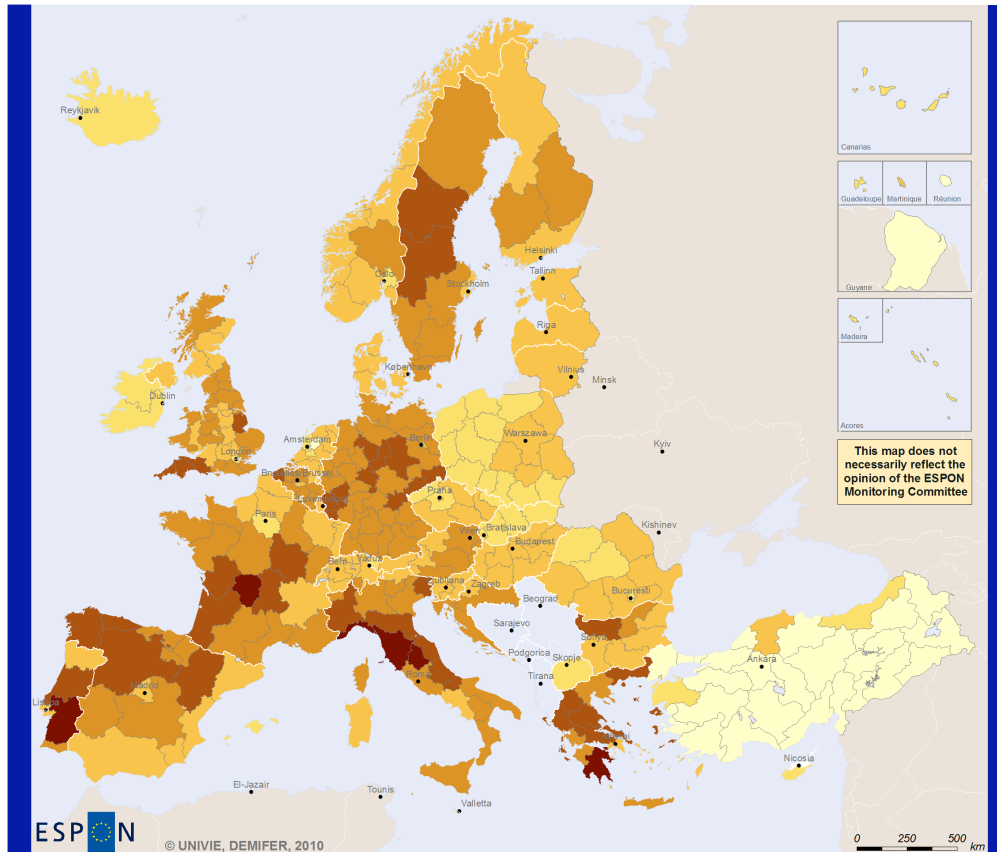 Reykjavik
Canarias
Guadeloupe
Martinique
Réunion
Guyane
Madeira
Acores
This map does not
necessarily reflect the
opinion of the ESPON
Monitoring Committee
Oslo
Helsinki
Tallinn
Stockholm
Riga
København
Vilnius
Minsk
Dublin
Amsterdam
Berlin
Warszawa
London
Kyiv
Praha
Paris
Kishinev
Wien
Bratislava
Budapest
Bern
Vaduz
Ljubljana
Zagreb
Bucuresti
Beograd
Sarajevo
Sofiya
Podgorica
Skopje
Ankara
Madrid
Roma
Tirana
Lisboa
Nicosia
El-Jazair
Tounis
Valletta
ESPON
© UNIVIE, DEMIFER, 2010
0 250 500
km